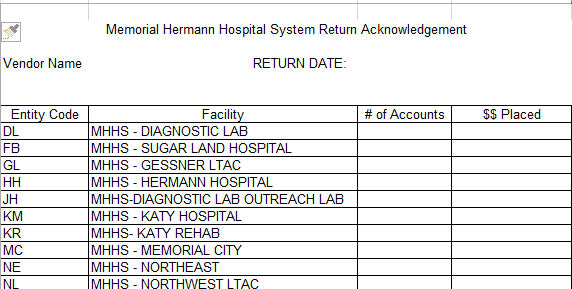 Memorial Hermann Hospital System Return Acknowledgement
Vendor Name RETURN DATE:
Entity Code Facility # of Accounts $$ Placed
DL MHHS - DIAGNOSTIC LAB
FB MHHS - SUGAR LAND HOSPITAL
GL MHHS - GESSNER LTAC
HH MHHS - HERMANN HOSPITAL
JH MHHS-DIAGNOSTIC LAB OUTREACH LAB
KM MHHS - KATY HOSPITAL
KR MHHS- KATY REHAB
MC MHHS - MEMORIAL CITY
NE MHHS - NORTHEAST
NL MHHS - NORTHWEST LTAC